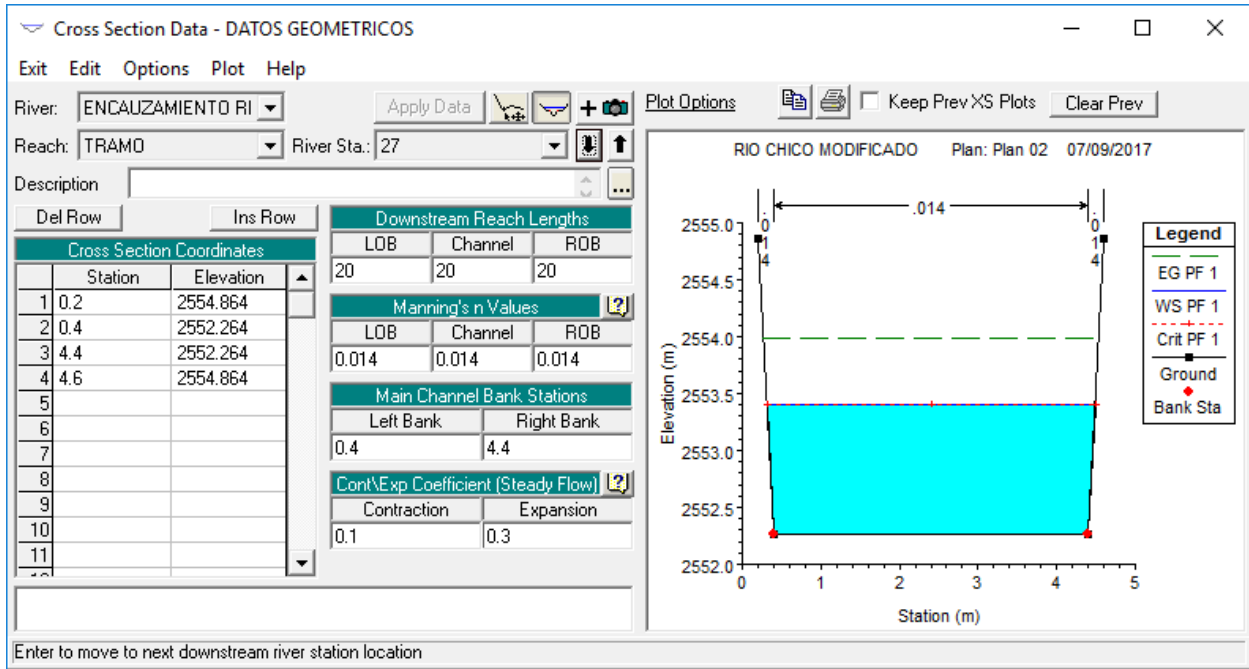 Cross Section Data - DATOS GEOMETRICOS
Exit Edit Options Plot Help
River: ENCAUZAMIENTO RI Apply Data
Plot Options Keep Prev XS Plots Clear Prev
Reach: TRAMO River Sta.: 27
Description ...
Del Row Ins Row
Cross Section Coordinates
Station Elevation
1 0.2 2554.864
2 0.4 2552.264
3 4.4 2552.264
4 4.6 2554.864
5
6
7
8
9
10
11
Downstream Reach Lengths
LOB Channel ROB
20 20 20
Manning's n Values
LOB Channel ROB
0.014 0.014 0.014
Main Channel Bank Stations
Left Bank Right Bank
0.4 4.4
Cont\Exp Coefficient (Steady Flow)
Contraction Expansion
0.1 0.3
RIO CHICO MODIFICADO Plan: Plan 02 07/09/2017
.014
.014
.014
2555.0
2554.5
2554.0
2553.5
2553.0
2552.5
2552.0
Elevation (m)
0 1 2 3 4 5
Station (m)
Legend
EG PF 1
WS PF 1
Crit PF 1
Ground
Bank Sta
Enter to move to next downstream river station location